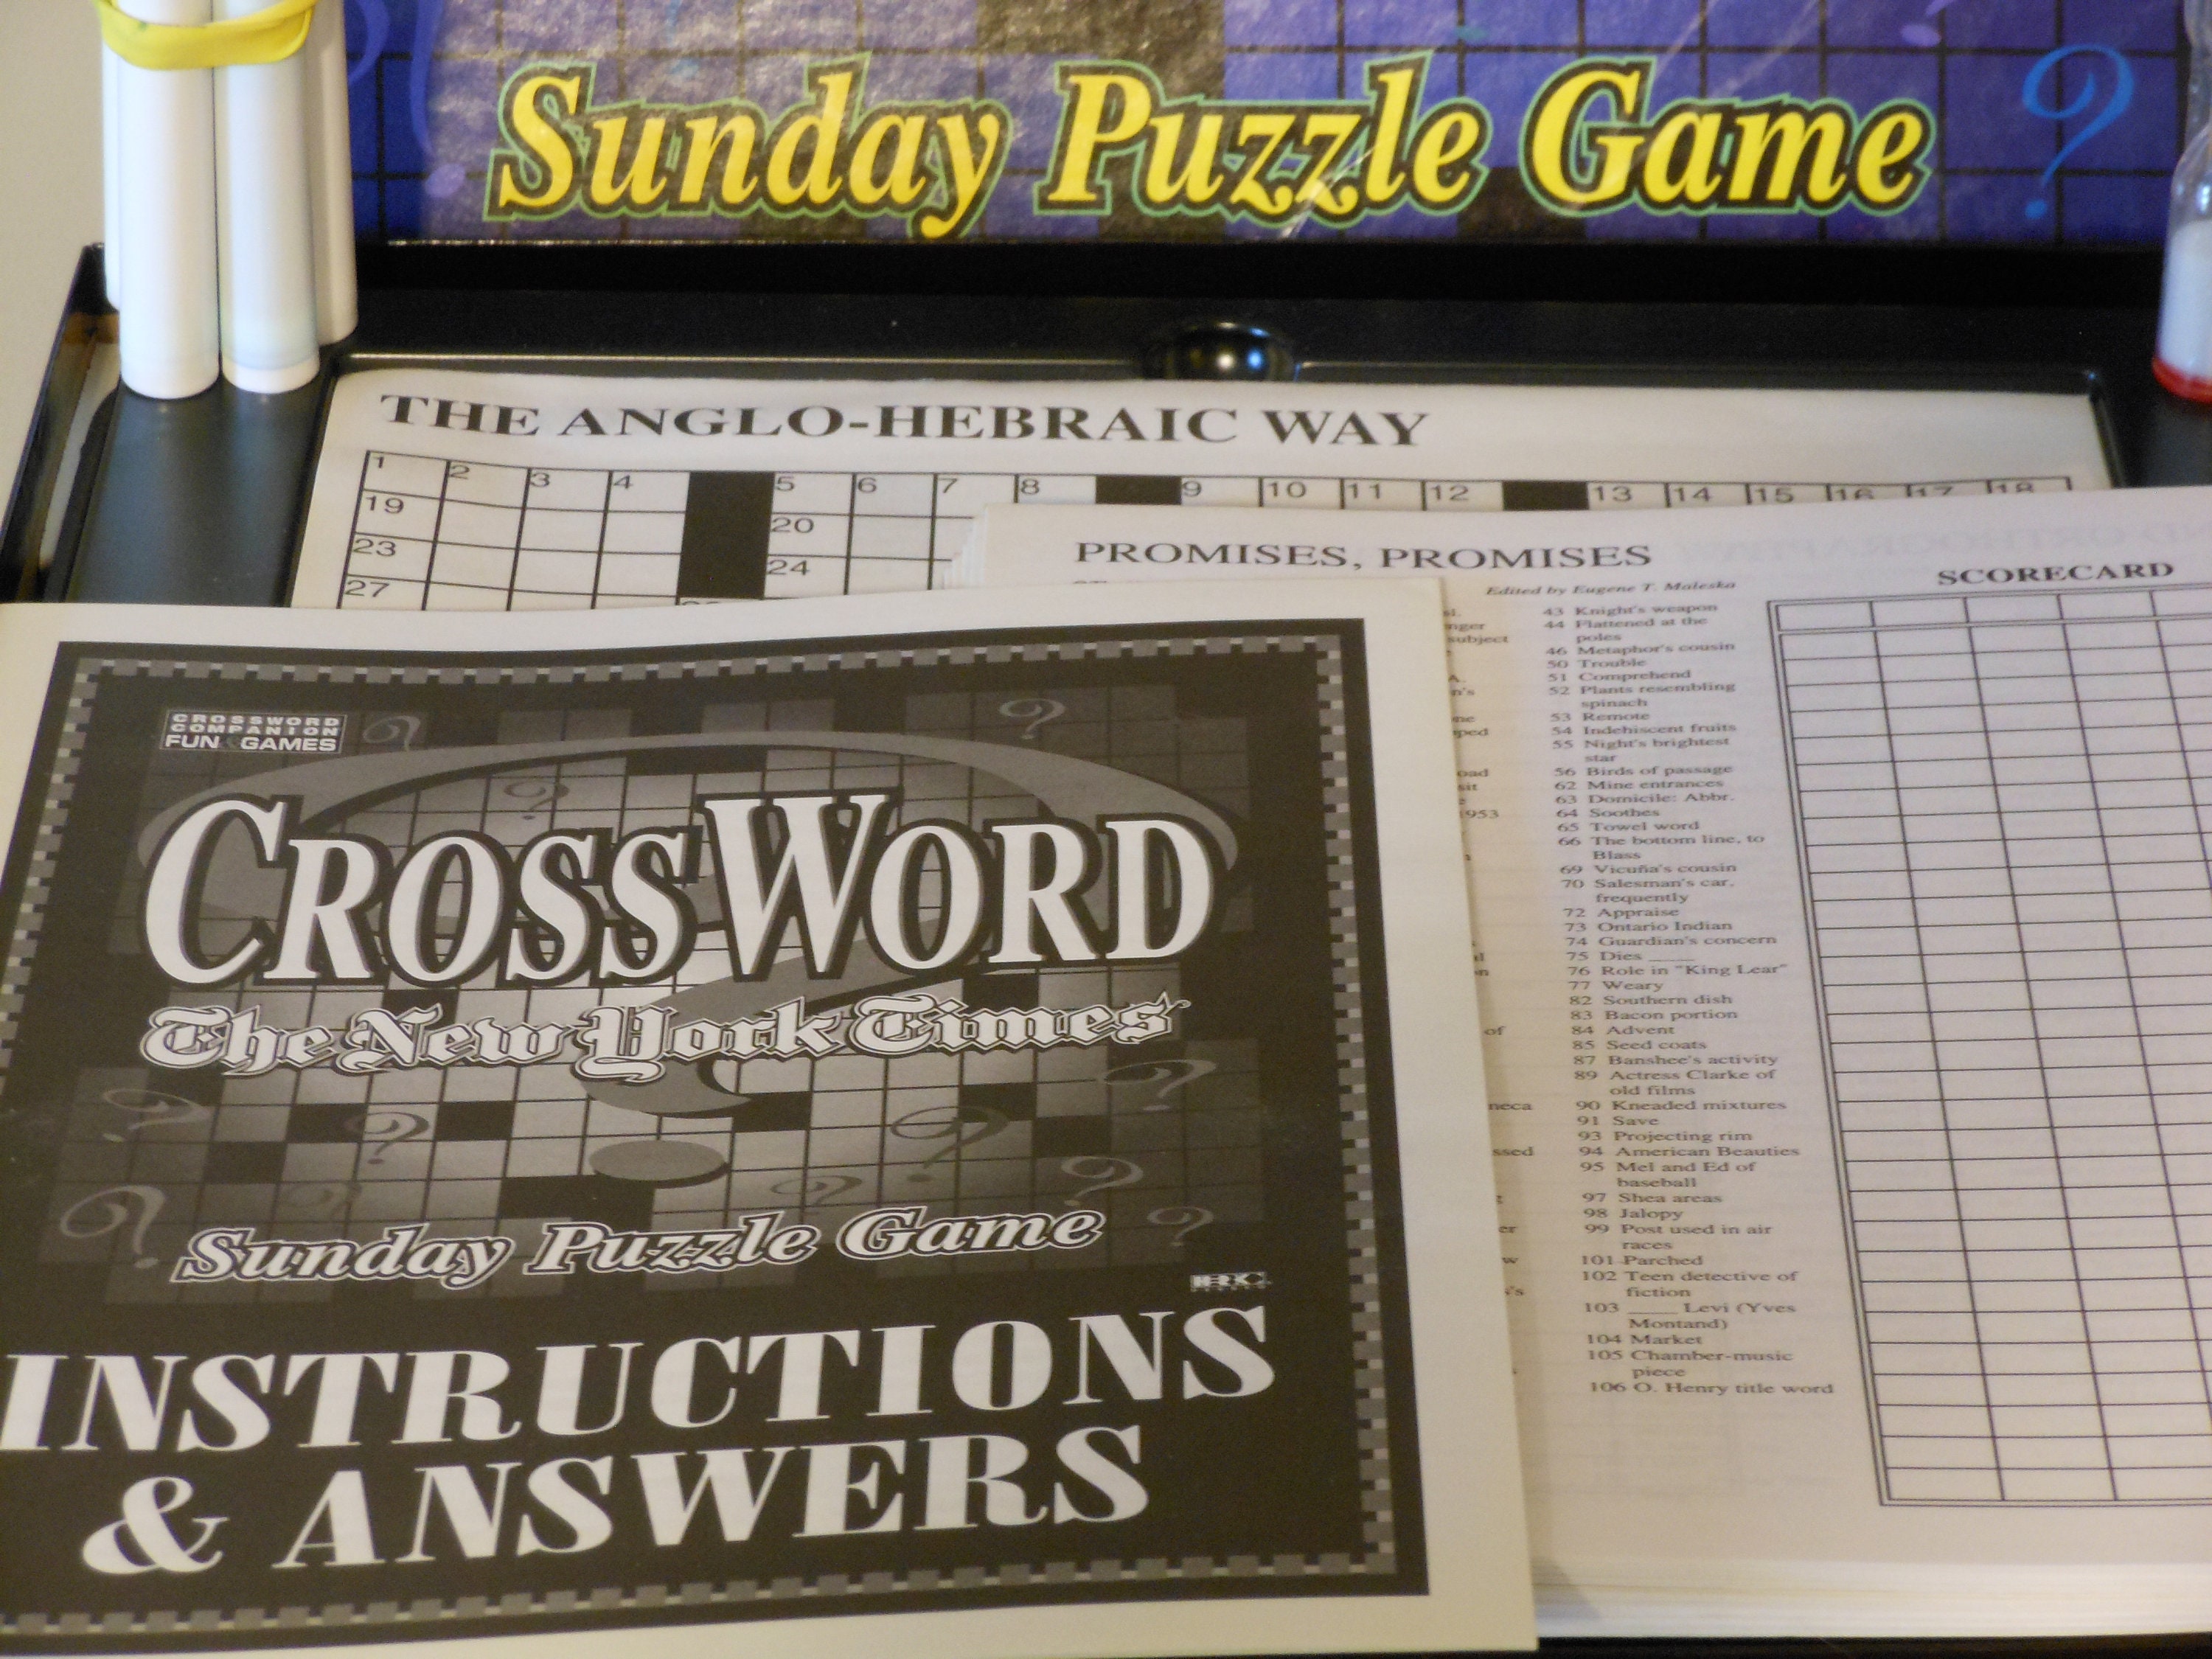 Sunday Puzzle Game
THE ANGLO-HEBRAIC WAY
1 2 3 4 5 6 7 8 9 10 11 12 13 14 15 16 17 18
19 20
23 24
27
PROMISES, PROMISES
Edited by Eugene T. Maleska
SCORECARD
subject
1953
of
43 Knight's weapon
44 Flattened at the
poles
46 Metaphor's cousin
50 Trouble
51 Comprehend
52 Plants resembling
spinach
53 Remote
54 Indehiscent fruits
55 Night's brightest
star
56 Birds of passage
62 Mine entrances
63 Domicile: Abbr.
64 Soothes
65 Towel word
66 The bottom line, to
Blass
69 Vicuña's cousin
70 Salesman's car,
frequently
72 Appraise
73 Ontario Indian
74 Guardian's concern
75 Dies ____
76 Role in "King Lear"
77 Weary
82 Southern dish
83 Bacon portion
84 Advent
85 Seed coats
87 Banshee's activity
89 Actress Clarke of
old films
90 Kneaded mixtures
91 Save
93 Projecting rim
94 American Beauties
95 Mel and Ed of
baseball
97 Shea areas
98 Jalopy
99 Post used in air
races
101 Parched
102 Teen detective of
fiction
103 ____ Levi (Yves
Montand)
104 Market
105 Chamber-music
piece
106 O. Henry title word
CROSSWORD
COMPANION
FUN & GAMES
CROSSWORD
The New York Times
Sunday Puzzle Game
INSTRUCTIONS
& ANSWERS